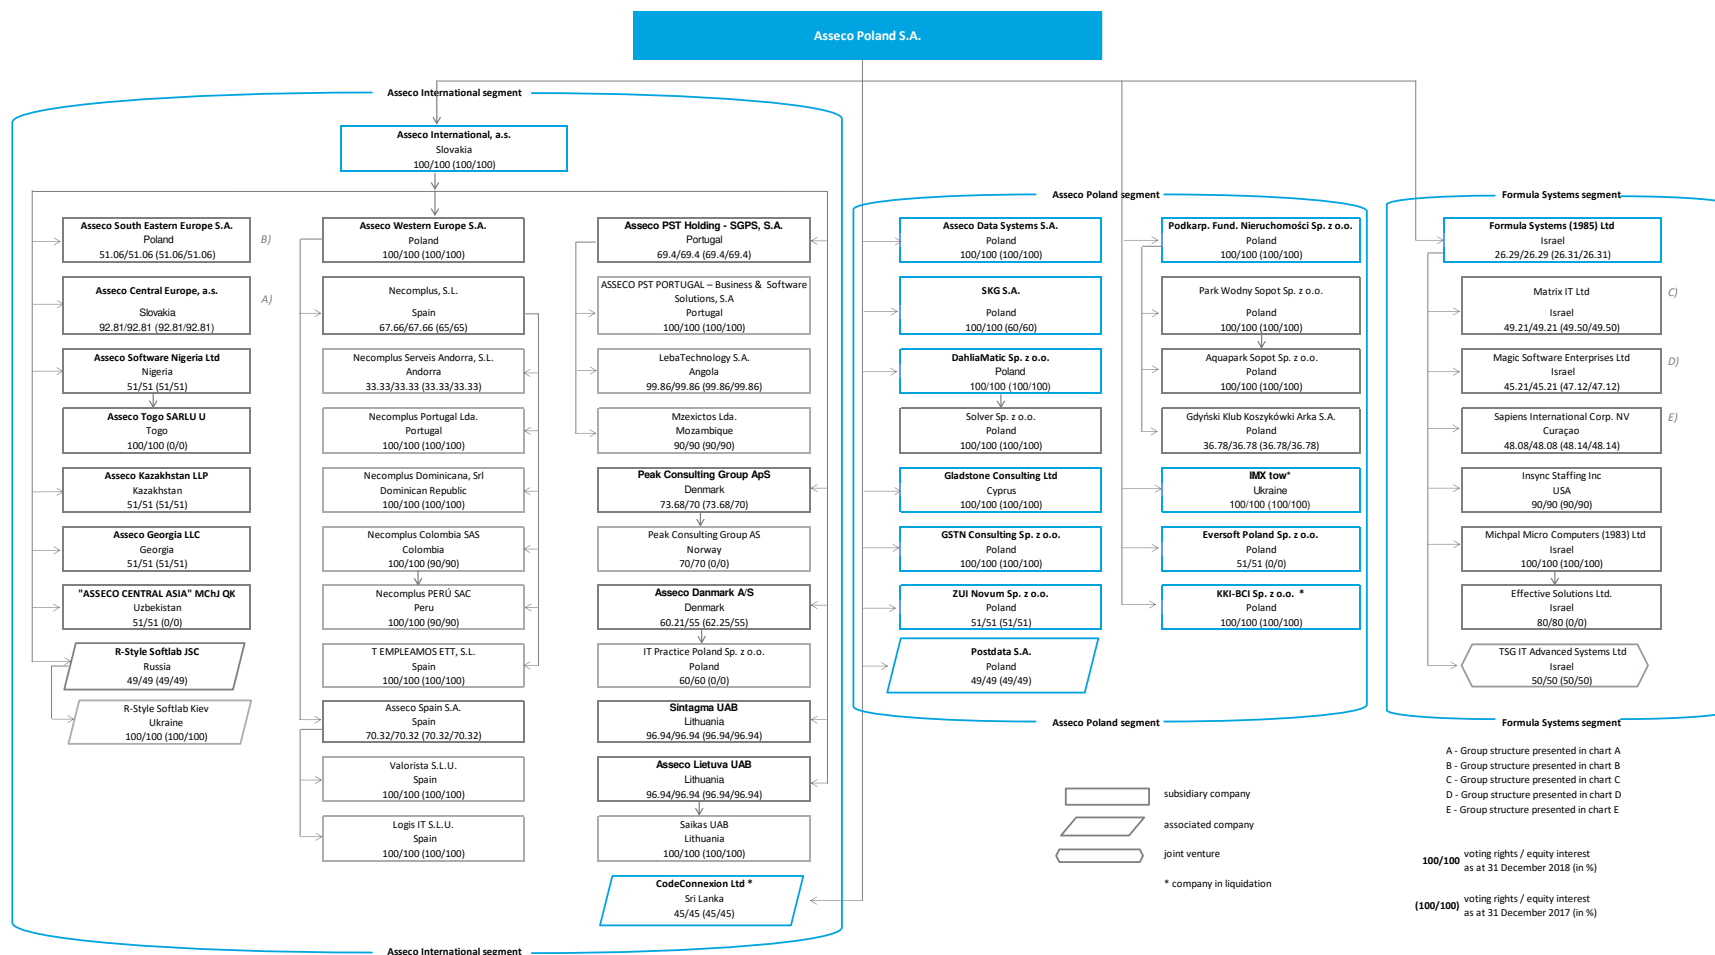 Asseco Poland S.A.
Asseco International segment
Asseco International, a.s.
Slovakia
100/100 (100/100)
Asseco South Eastern Europe S.A.
Poland
51.06/51.06 (51.06/51.06)
B)
Asseco Central Europe, a.s.
Slovakia
92.81/92.81 (92.81/92.81)
A)
Asseco Software Nigeria Ltd
Nigeria
51/51 (51/51)
Asseco Togo SARLU U
Togo
100/100 (0/0)
Asseco Kazakhstan LLP
Kazakhstan
51/51 (51/51)
Asseco Georgia LLC
Georgia
51/51 (51/51)
"ASSECO CENTRAL ASIA" MChJ QK
Uzbekistan
51/51 (0/0)
R-Style Softlab JSC
Russia
49/49 (49/49)
R-Style Softlab Kiev
Ukraine
100/100 (100/100)
Asseco Western Europe S.A.
Poland
100/100 (100/100)
Necomplus, S.L.
Spain
67.66/67.66 (65/65)
Necomplus Serveis Andorra, S.L.
Andorra
33.33/33.33 (33.33/33.33)
Necomplus Portugal Lda.
Portugal
100/100 (100/100)
Necomplus Dominicana, Srl
Dominican Republic
100/100 (100/100)
Necomplus Colombia SAS
Colombia
100/100 (90/90)
Necomplus PERÚ SAC
Peru
100/100 (90/90)
T EMPLEAMOS ETT, S.L.
Spain
100/100 (100/100)
Asseco Spain S.A.
Spain
70.32/70.32 (70.32/70.32)
Valorista S.L.U.
Spain
100/100 (100/100)
Logis IT S.L.U.
Spain
100/100 (100/100)
Asseco PST Holding - SGPS, S.A.
Portugal
69.4/69.4 (69.4/69.4)
ASSECO PST PORTUGAL – Business & Software
Solutions, S.A
Portugal
100/100 (100/100)
LebaTechnology S.A.
Angola
99.86/99.86 (99.86/99.86)
Mzexictos Lda.
Mozambique
90/90 (90/90)
Peak Consulting Group ApS
Denmark
73.68/70 (73.68/70)
Peak Consulting Group AS
Norway
70/70 (0/0)
Asseco Danmark A/S
Denmark
60.21/55 (62.25/55)
IT Practice Poland Sp. z o.o.
Poland
60/60 (0/0)
Sintagma UAB
Lithuania
96.94/96.94 (96.94/96.94)
Asseco Lietuva UAB
Lithuania
96.94/96.94 (96.94/96.94)
Saikas UAB
Lithuania
100/100 (100/100)
CodeConnexion Ltd *
Sri Lanka
45/45 (45/45)
Asseco International segment
Asseco Poland segment
Asseco Data Systems S.A.
Poland
100/100 (100/100)
SKG S.A.
Poland
100/100 (60/60)
DahliaMatic Sp. z o.o.
Poland
100/100 (100/100)
Solver Sp. z o.o.
Poland
100/100 (100/100)
Gladstone Consulting Ltd
Cyprus
100/100 (100/100)
GSTN Consulting Sp. z o.o.
Poland
100/100 (100/100)
ZUI Novum Sp. z o.o.
Poland
51/51 (51/51)
Postdata S.A.
Poland
49/49 (49/49)
Podkarp. Fund. Nieruchomości Sp. z o.o.
Poland
100/100 (100/100)
Park Wodny Sopot Sp. z o.o.
Poland
100/100 (100/100)
Aquapark Sopot Sp. z o.o.
Poland
100/100 (100/100)
Gdyński Klub Koszykówki Arka S.A.
Poland
36.78/36.78 (36.78/36.78)
IMX tow*
Ukraine
100/100 (100/100)
Eversoft Poland Sp. z o.o.
Poland
51/51 (0/0)
KKI-BCI Sp. z o.o. *
Poland
100/100 (100/100)
Asseco Poland segment
Formula Systems segment
Formula Systems (1985) Ltd
Israel
26.29/26.29 (26.31/26.31)
Matrix IT Ltd
Israel
49.21/49.21 (49.50/49.50)
C)
Magic Software Enterprises Ltd
Israel
45.21/45.21 (47.12/47.12)
D)
Sapiens International Corp. NV
Curaçao
48.08/48.08 (48.14/48.14)
E)
Insync Staffing Inc
USA
90/90 (90/90)
Michpal Micro Computers (1983) Ltd
Israel
100/100 (100/100)
Effective Solutions Ltd.
Israel
80/80 (0/0)
TSG IT Advanced Systems Ltd
Israel
50/50 (50/50)
Formula Systems segment
subsidiary company
associated company
joint venture
* company in liquidation
A - Group structure presented in chart A
B - Group structure presented in chart B
C - Group structure presented in chart C
D - Group structure presented in chart D
E - Group structure presented in chart E
100/100 voting rights / equity interest
as at 31 December 2018 (in %)
(100/100) voting rights / equity interest
as at 31 December 2017 (in %)